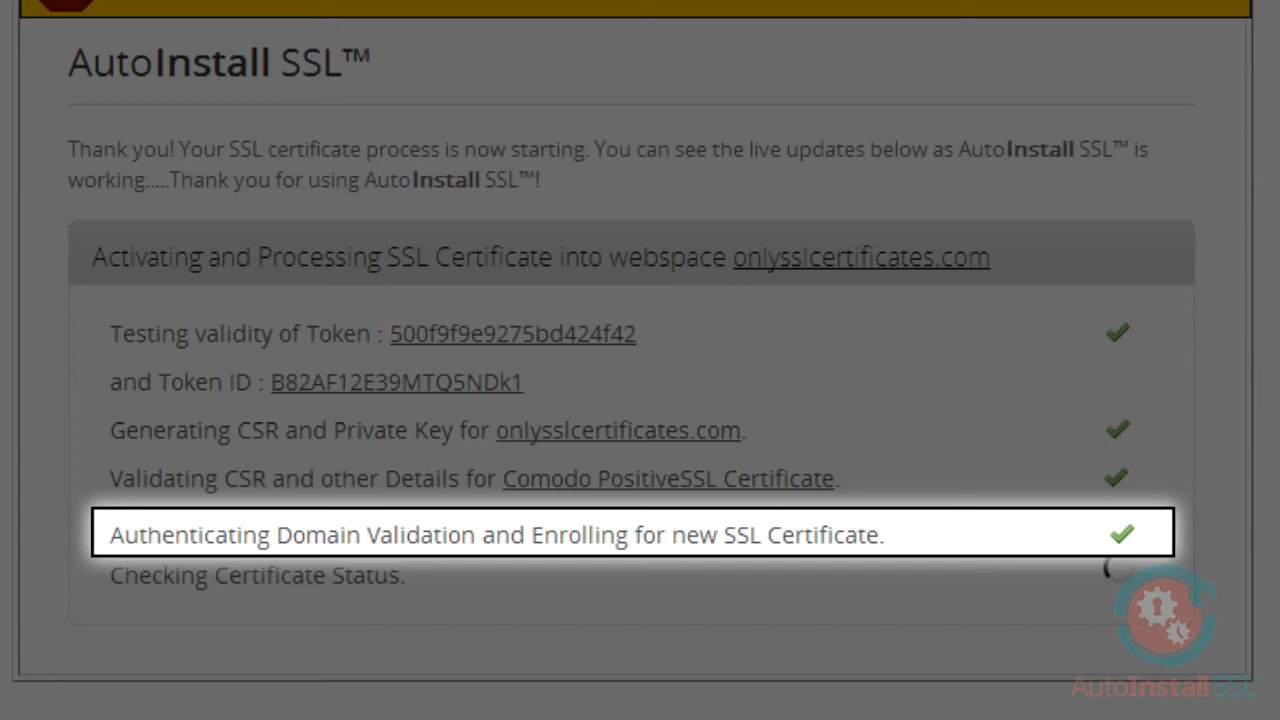 AutoInstall SSL™
Thank you! Your SSL certificate process is now starting. You can see the live updates below as AutoInstall SSL™ is
working.....Thank you for using AutoInstall SSL™!
Activating and Processing SSL Certificate into webspace onlysslcertificates.com
Testing validity of Token : 500f9f9e9275bd424f42
and Token ID : B82AF12E39MTQ5NDk1
Generating CSR and Private Key for onlysslcertificates.com.
Validating CSR and other Details for Comodo PositiveSSL Certificate.
Authenticating Domain Validation and Enrolling for new SSL Certificate.
Checking Certificate Status.
AutoInstall SSL